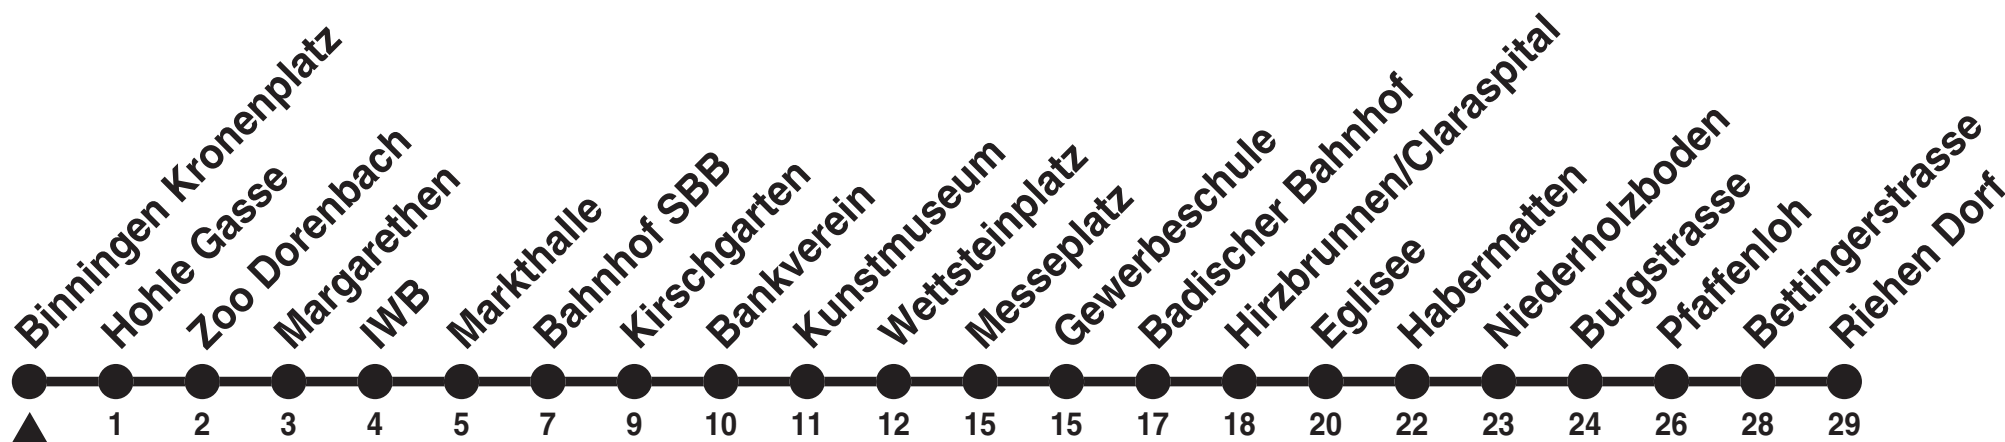 Binningen Kronenplatz
Hohle Gasse
Zoo Dorenbach
Margarethen
IWB
Markthalle
Bahnhof SBB
Kirschgarten
Bankverein
Kunstmuseum
Wettsteinplatz
Messeplatz
Gewerbeschule
Badischer Bahnhof
Hirzbrunnen/Claraspital
Eglisee
Habermatten
Niederholzboden
Burgstrasse
Pfaffenloh
Bettingerstrasse
Riehen Dorf
1 2 3 4 5 7 9 10 11 12 15 15 17 18 20 22 23 24 26 28 29